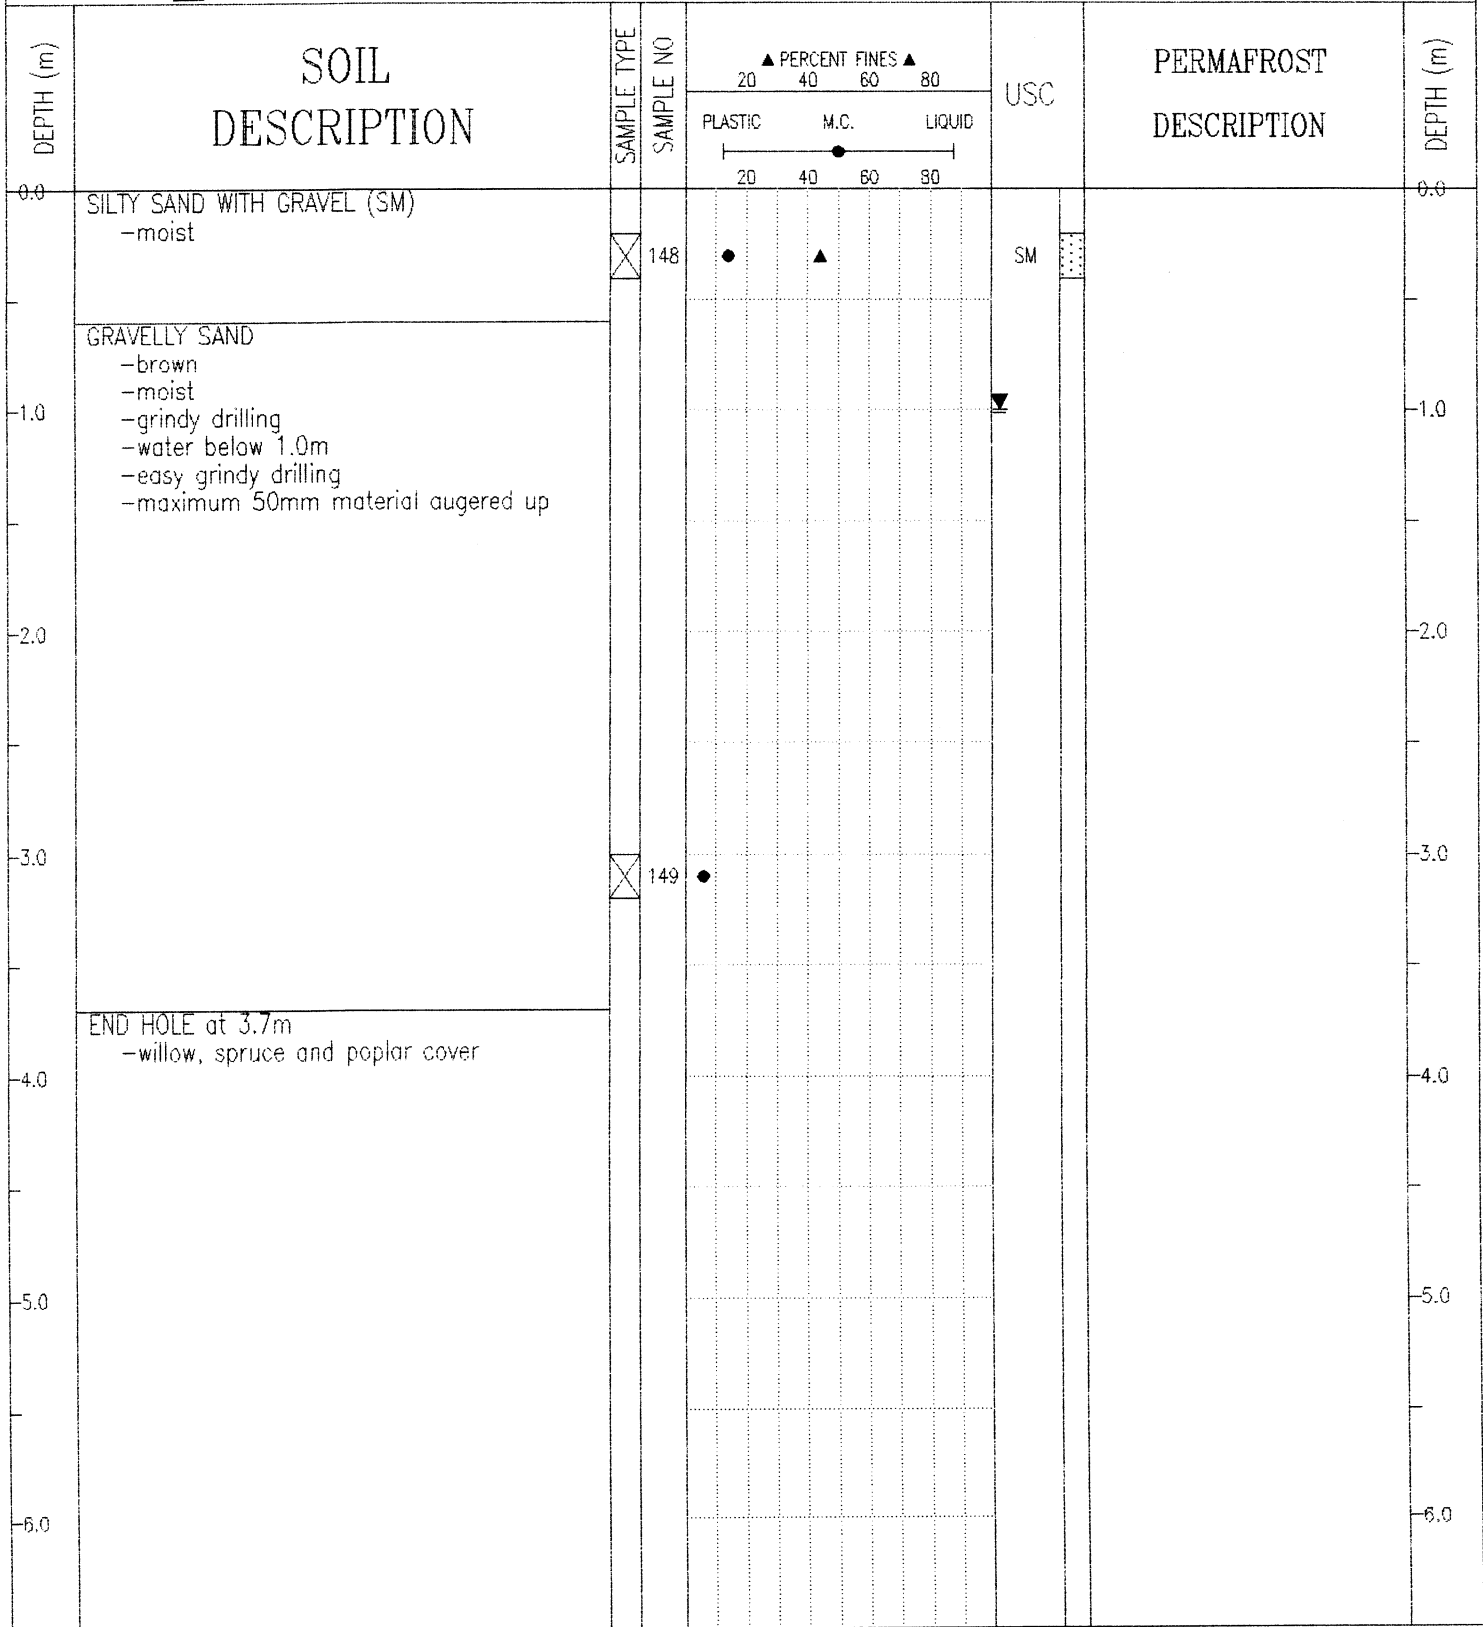 DEPTH (m)
SOIL
DESCRIPTION
SAMPLE TYPE
SAMPLE NO
▲ PERCENT FINES ▲
20 40 60 80
PLASTIC M.C. LIQUID
20 40 60 80
USC
PERMAFROST
DESCRIPTION
DEPTH (m)
0.0
SILTY SAND WITH GRAVEL (SM)
-moist
148
SM
0.0
GRAVELLY SAND
-brown
-moist
-grindy drilling
-water below 1.0m
-easy grindy drilling
-maximum 50mm material augered up
1.0
1.0
2.0
2.0
3.0
149
3.0
END HOLE at 3.7m
-willow, spruce and poplar cover
4.0
4.0
5.0
5.0
6.0
6.0